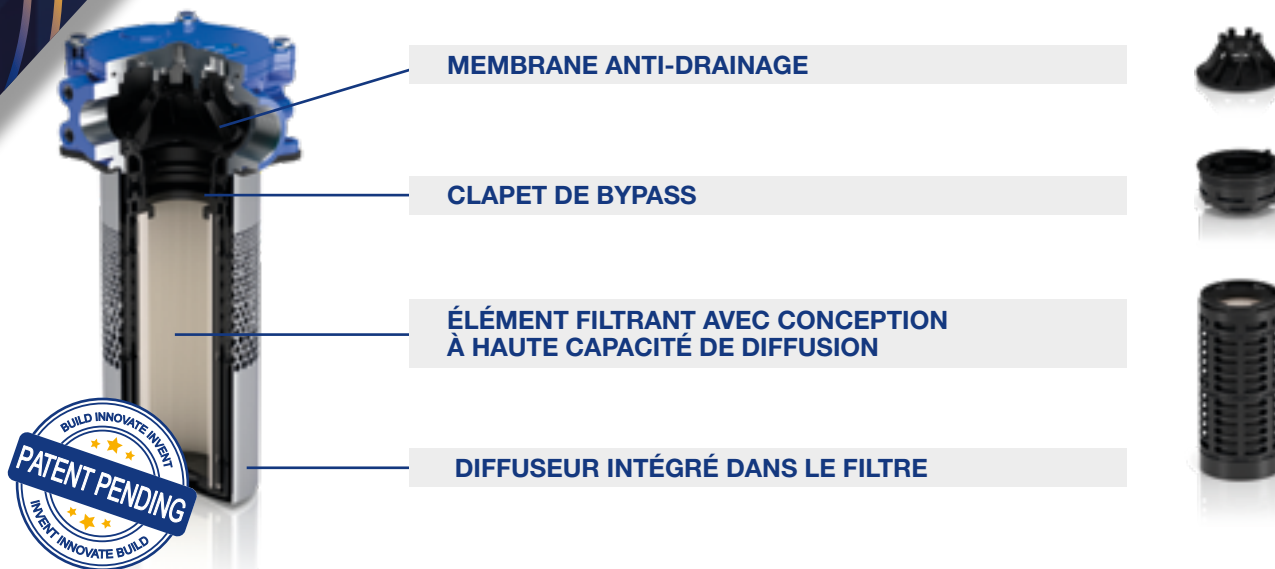 MEMBRANE ANTI-DRAINAGE
CLAPET DE BYPASS
ÉLÉMENT FILTRANT AVEC CONCEPTION
À HAUTE CAPACITÉ DE DIFFUSION
DIFFUSEUR INTÉGRÉ DANS LE FILTRE
BUILD INNOVATE INVENT
PATENT PENDING
INVENT INNOVATE BUILD